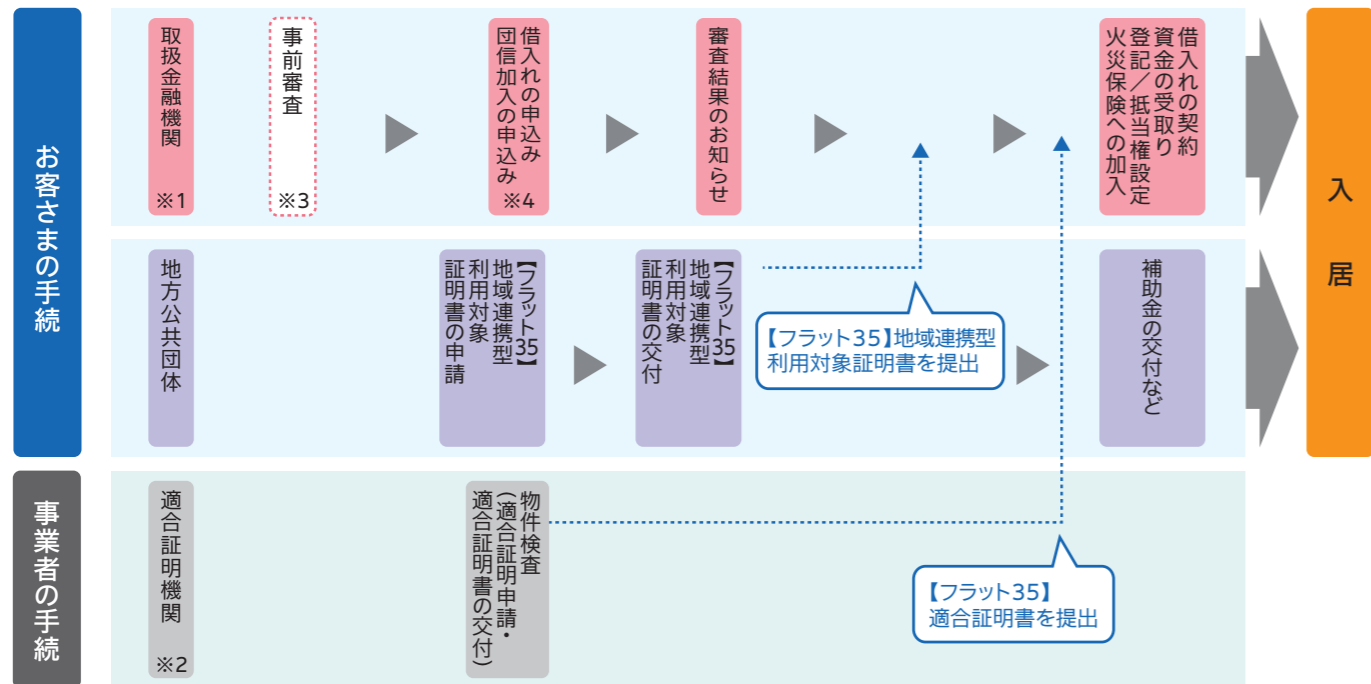 お客さまの手続
取扱金融機関 ※1
事前審査 ※3
借入れの申込み
団信加入の申込み ※4
審査結果のお知らせ
借入れの契約
資金の受取り
登記／抵当権設定
火災保険への加入
地方公共団体
【フラット35】
地域連携型
利用対象
証明書の申請
【フラット35】
地域連携型
利用対象
証明書の交付
【フラット35】地域連携型
利用対象証明書を提出
補助金の交付など
入居
事業者の手続
適合証明機関 ※2
物件検査
(適合証明申請・
適合証明書の交付)
【フラット35】
適合証明書を提出